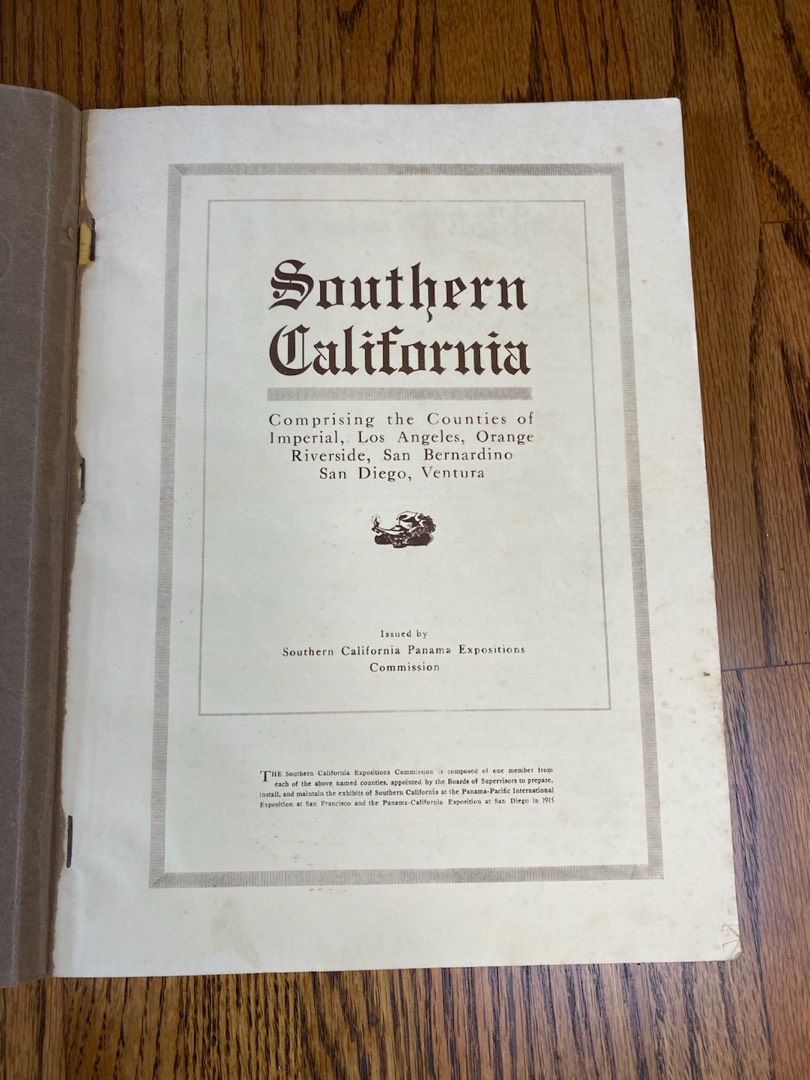 Southern
California
Comprising the Counties of
Imperial, Los Angeles, Orange
Riverside, San Bernardino
San Diego, Ventura
Issued by
Southern California Panama Expositions
Commission
THE Southern California Expositions Commission is composed of one member from
each of the above named counties, appointed by the Boards of Supervisors to prepare,
install, and maintain the exhibits of Southern California at the Panama-Pacific International
Exposition at San Francisco and the Panama-California Exposition at San Diego in 1915